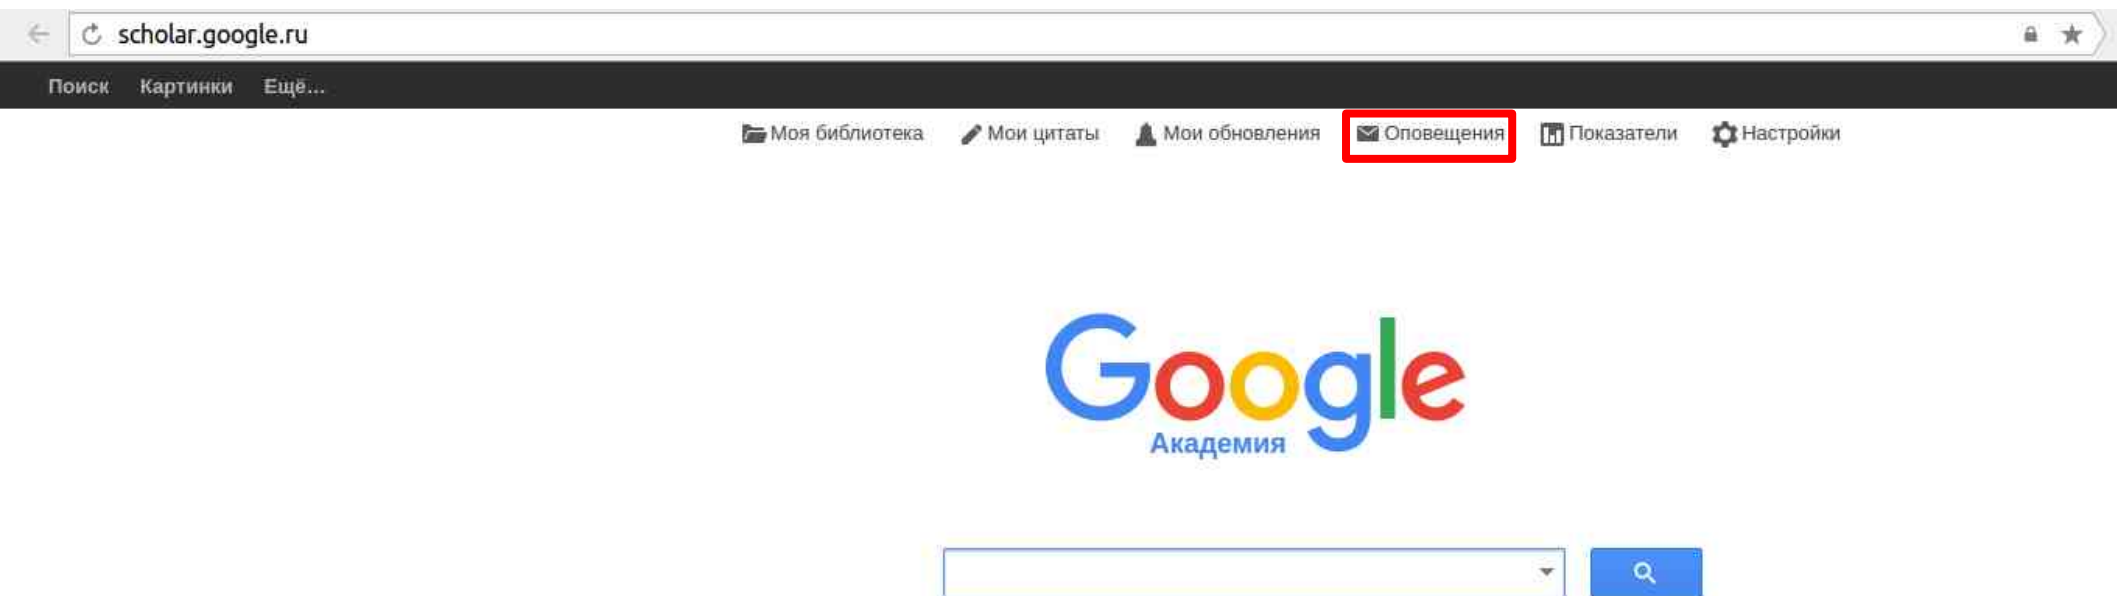 scholar.google.ru
Поиск Картинки Ещё...
Моя библиотека Мои цитаты Мои обновления Оповещения Показатели Настройки
Google
Академия